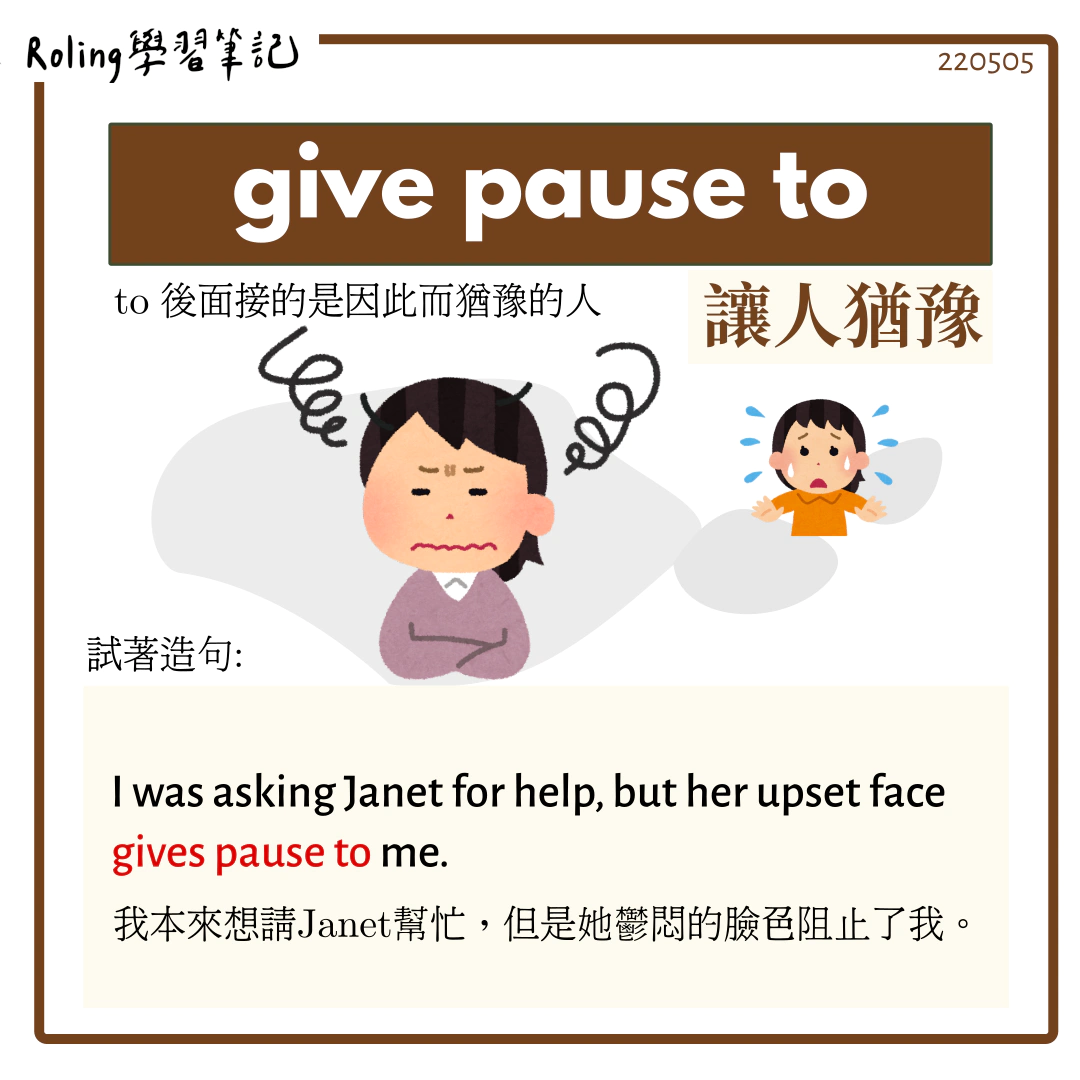 Roling學習筆記
220505
give pause to
to 後面接的是因此而猶豫的人
讓人猶豫
試著造句:
I was asking Janet for help, but her upset face
gives pause to me.
我本來想請Janet幫忙，但是她鬱悶的臉色阻止了我。